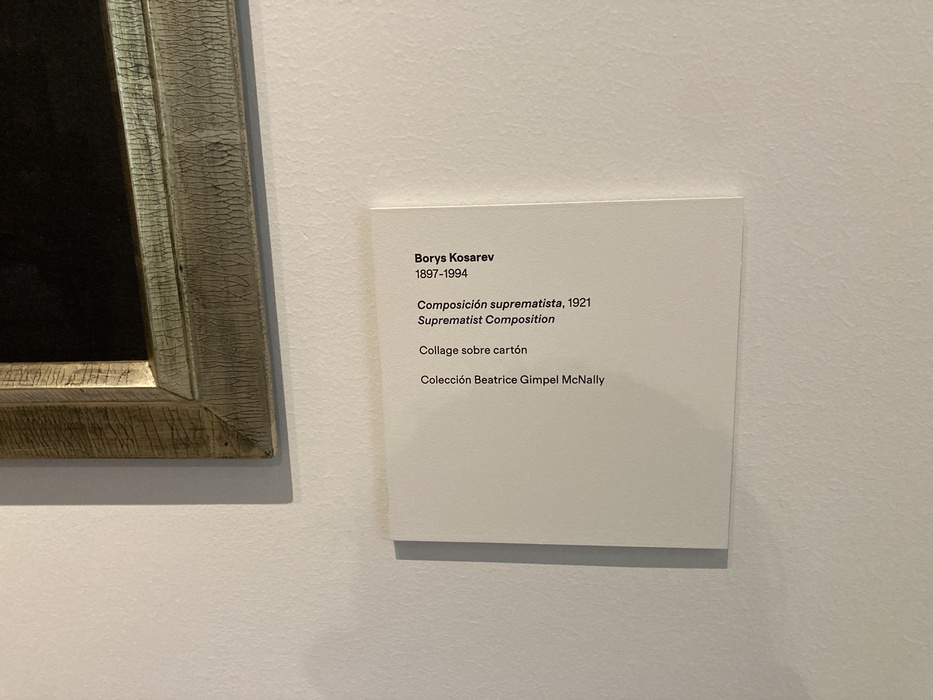 Borys Kosarev
1897-1994
Composición suprematista, 1921
Suprematist Composition
Collage sobre cartón
Colección Beatrice Gimpel McNally